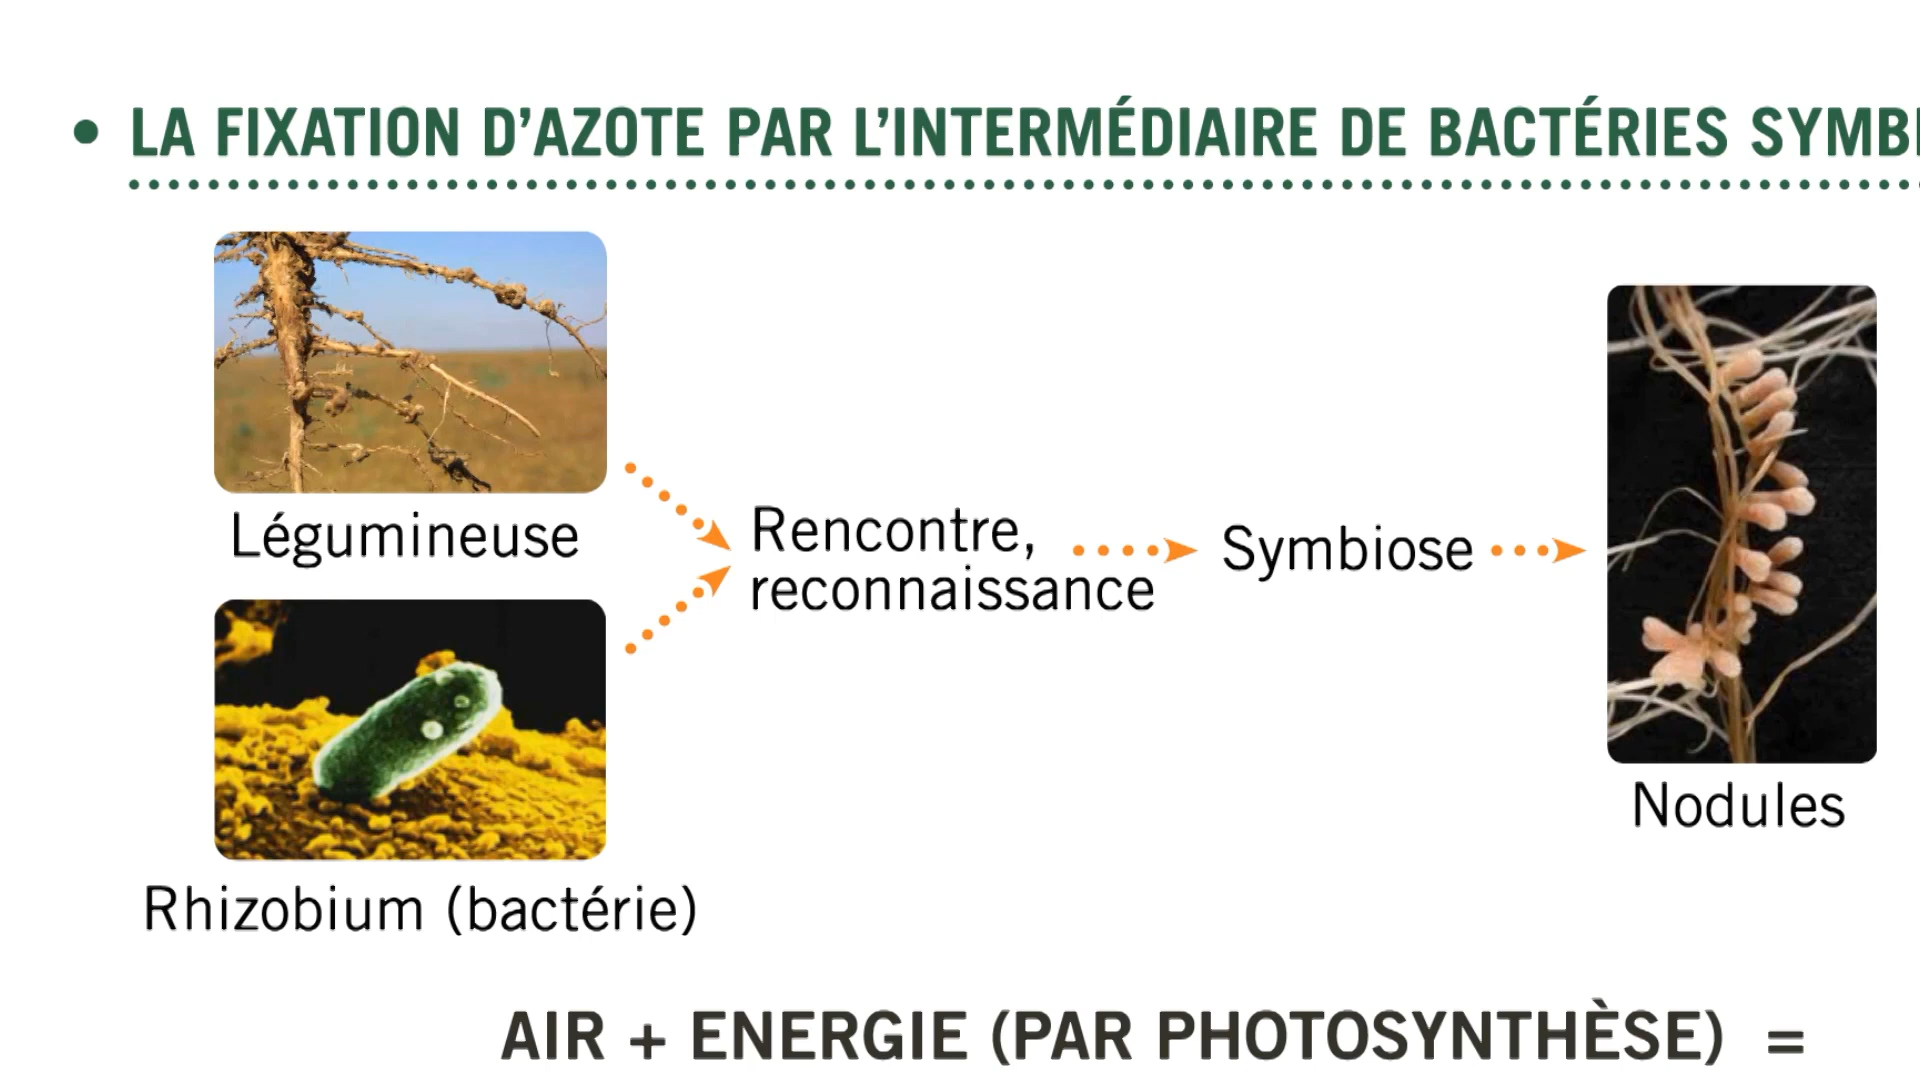 • LA FIXATION D’AZOTE PAR L’INTERMÉDIAIRE DE BACTÉRIES
Légumineuse
Rencontre,
reconnaissance
Symbiose
Nodules
Rhizobium (bactérie)
AIR + ENERGIE (PAR PHOTOSYNTHÈSE) =